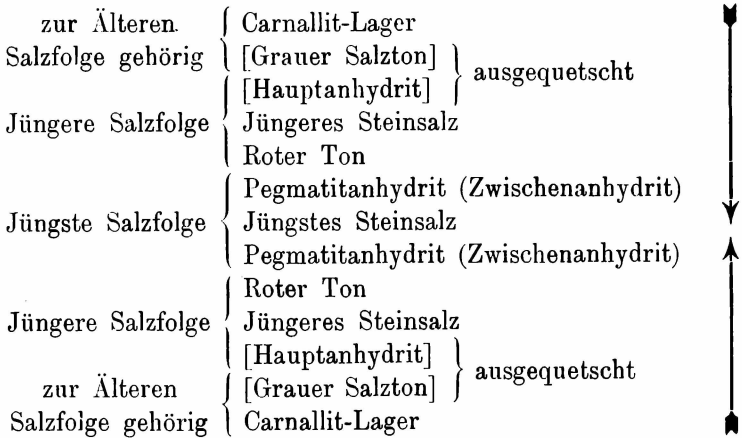 zur Älteren. Carnallit-Lager
Salzfolge gehörig [Grauer Salzton] ausgequetscht
[Hauptanhydrit]
Jüngere Salzfolge Jüngeres Steinsalz
Roter Ton
Pegmatitanhydrit (Zwischenanhydrit)
Jüngste Salzfolge Jüngstes Steinsalz
Pegmatitanhydrit (Zwischenanhydrit)
Roter Ton
Jüngere Salzfolge Jüngeres Steinsalz
[Hauptanhydrit] ausgequetscht
zur Älteren [Grauer Salzton]
Salzfolge gehörig Carnallit-Lager